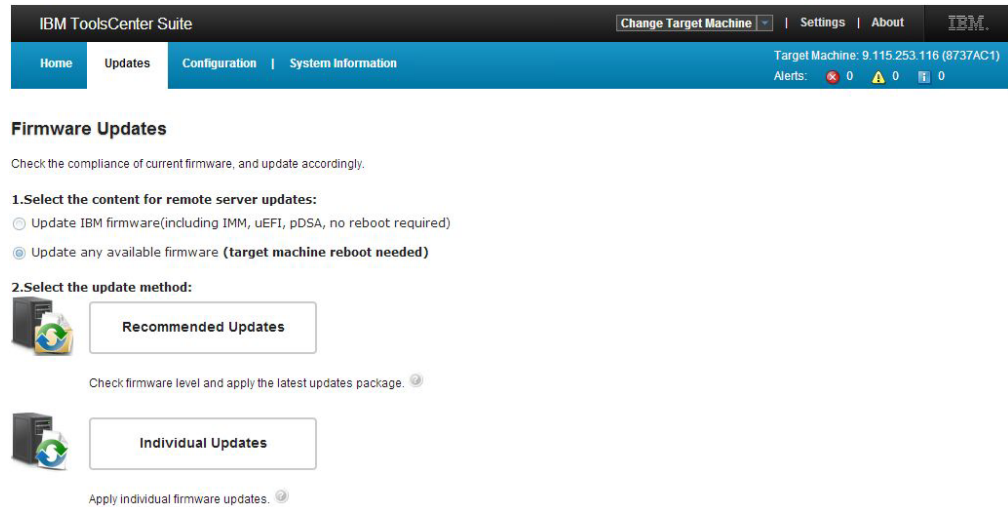 IBM ToolsCenter Suite
Change Target Machine | Settings | About IBM.
Home Updates Configuration | System Information
Target Machine: 9.115.253.116 (8737AC1)
Alerts: 0 0 0
Firmware Updates
Check the compliance of current firmware, and update accordingly.
1.Select the content for remote server updates:
Update IBM firmware(including IMM, uEFI, pDSA, no reboot required)
Update any available firmware (target machine reboot needed)
2.Select the update method:
Recommended Updates
Check firmware level and apply the latest updates package. ?
Individual Updates
Apply individual firmware updates. ?